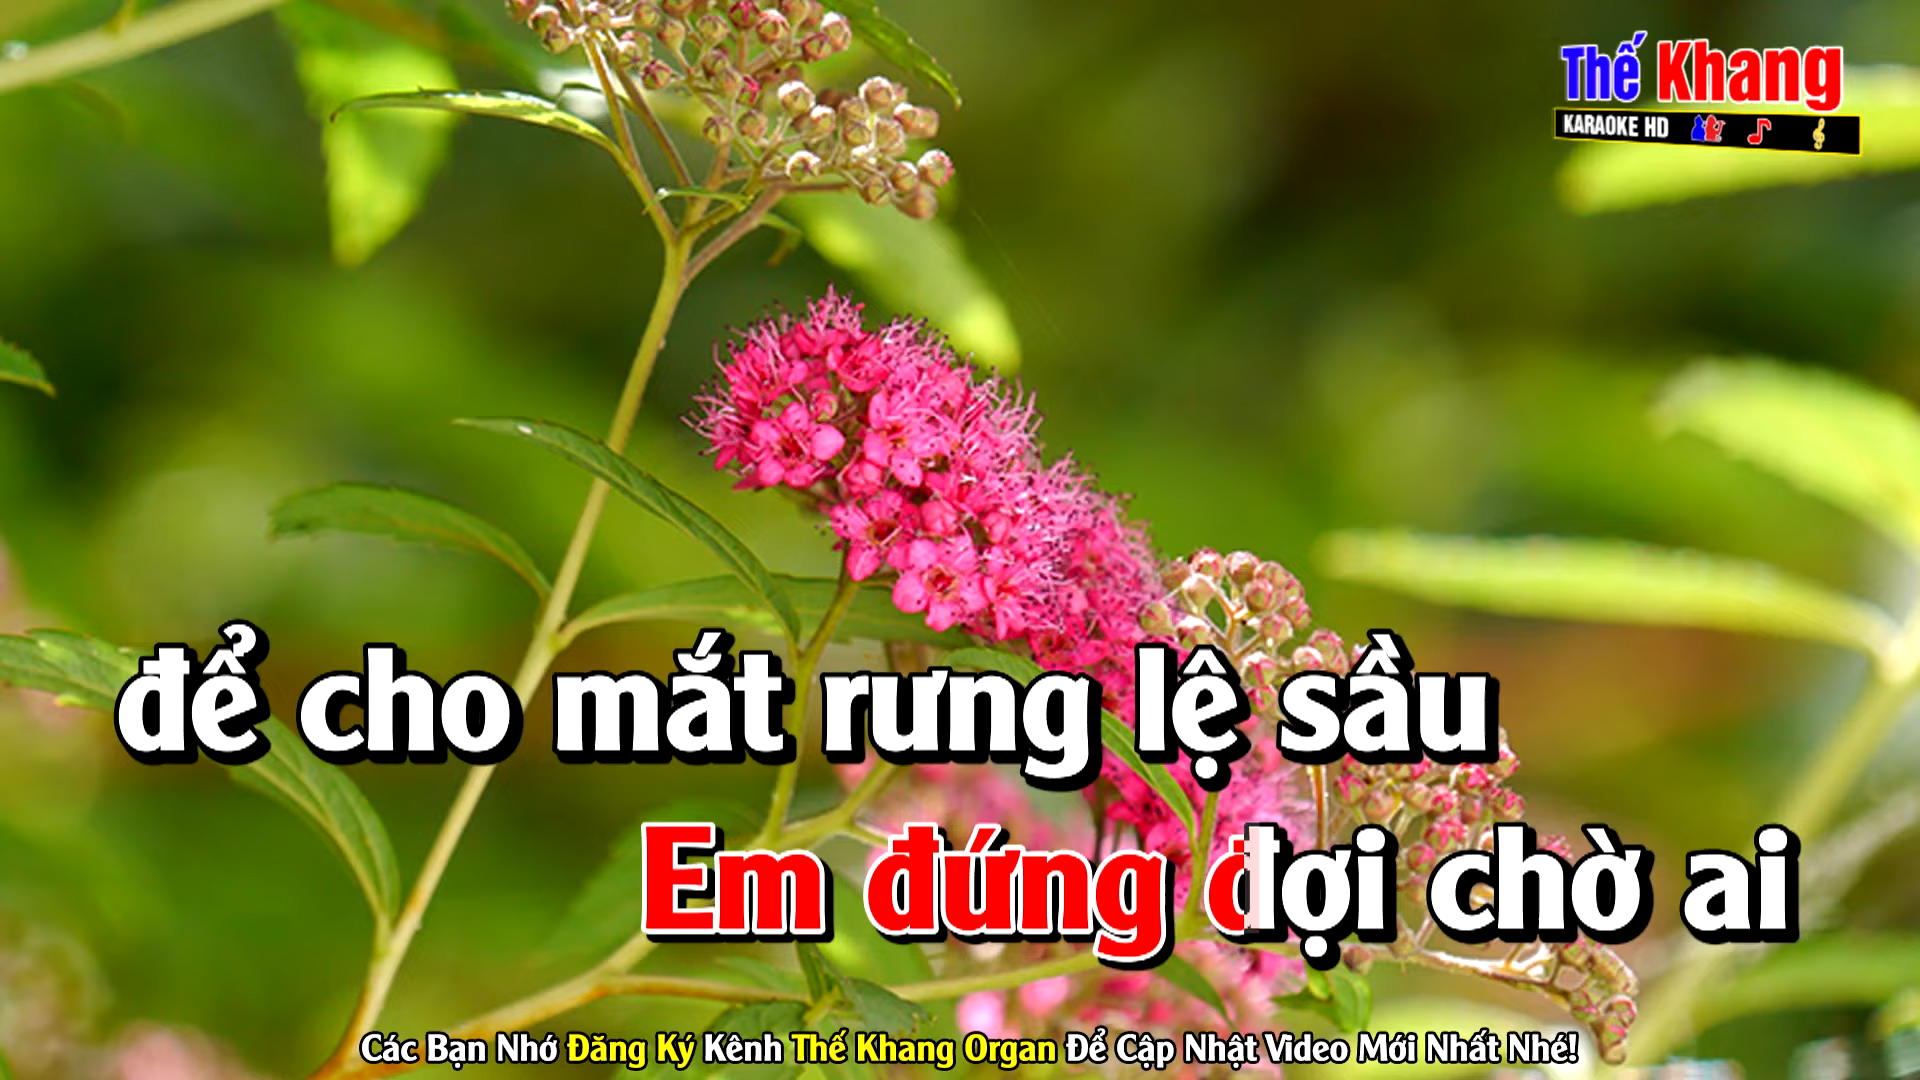 Thế Khang
KARAOKE HD
để cho mắt rưng lệ sầu
Em đứng đợi chờ ai
Các Bạn Nhớ Đăng Ký Kênh Thế Khang Organ Để Cập Nhật Video Mới Nhất Nhé!